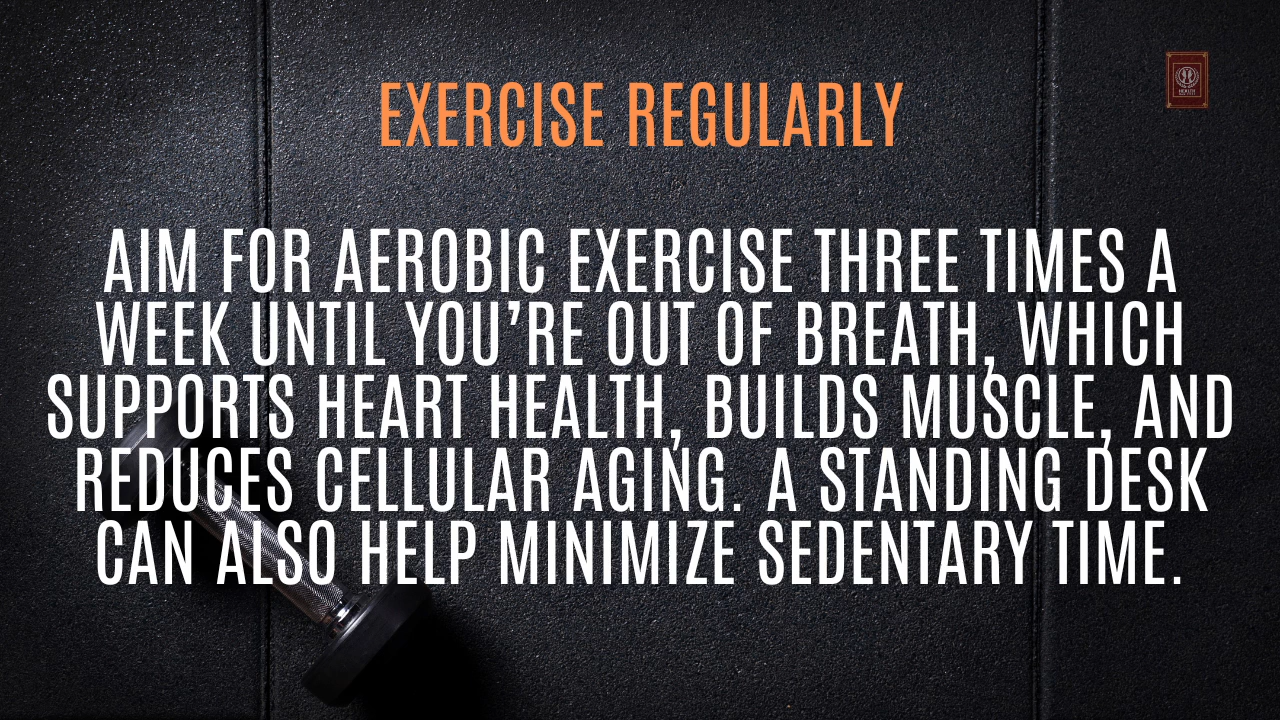 EXERCISE REGULARLY
HEALTH
AIM FOR AEROBIC EXERCISE THREE TIMES A
WEEK UNTIL YOU’RE OUT OF BREATH, WHICH
SUPPORTS HEART HEALTH, BUILDS MUSCLE, AND
REDUCES CELLULAR AGING. A STANDING DESK
CAN ALSO HELP MINIMIZE SEDENTARY TIME.